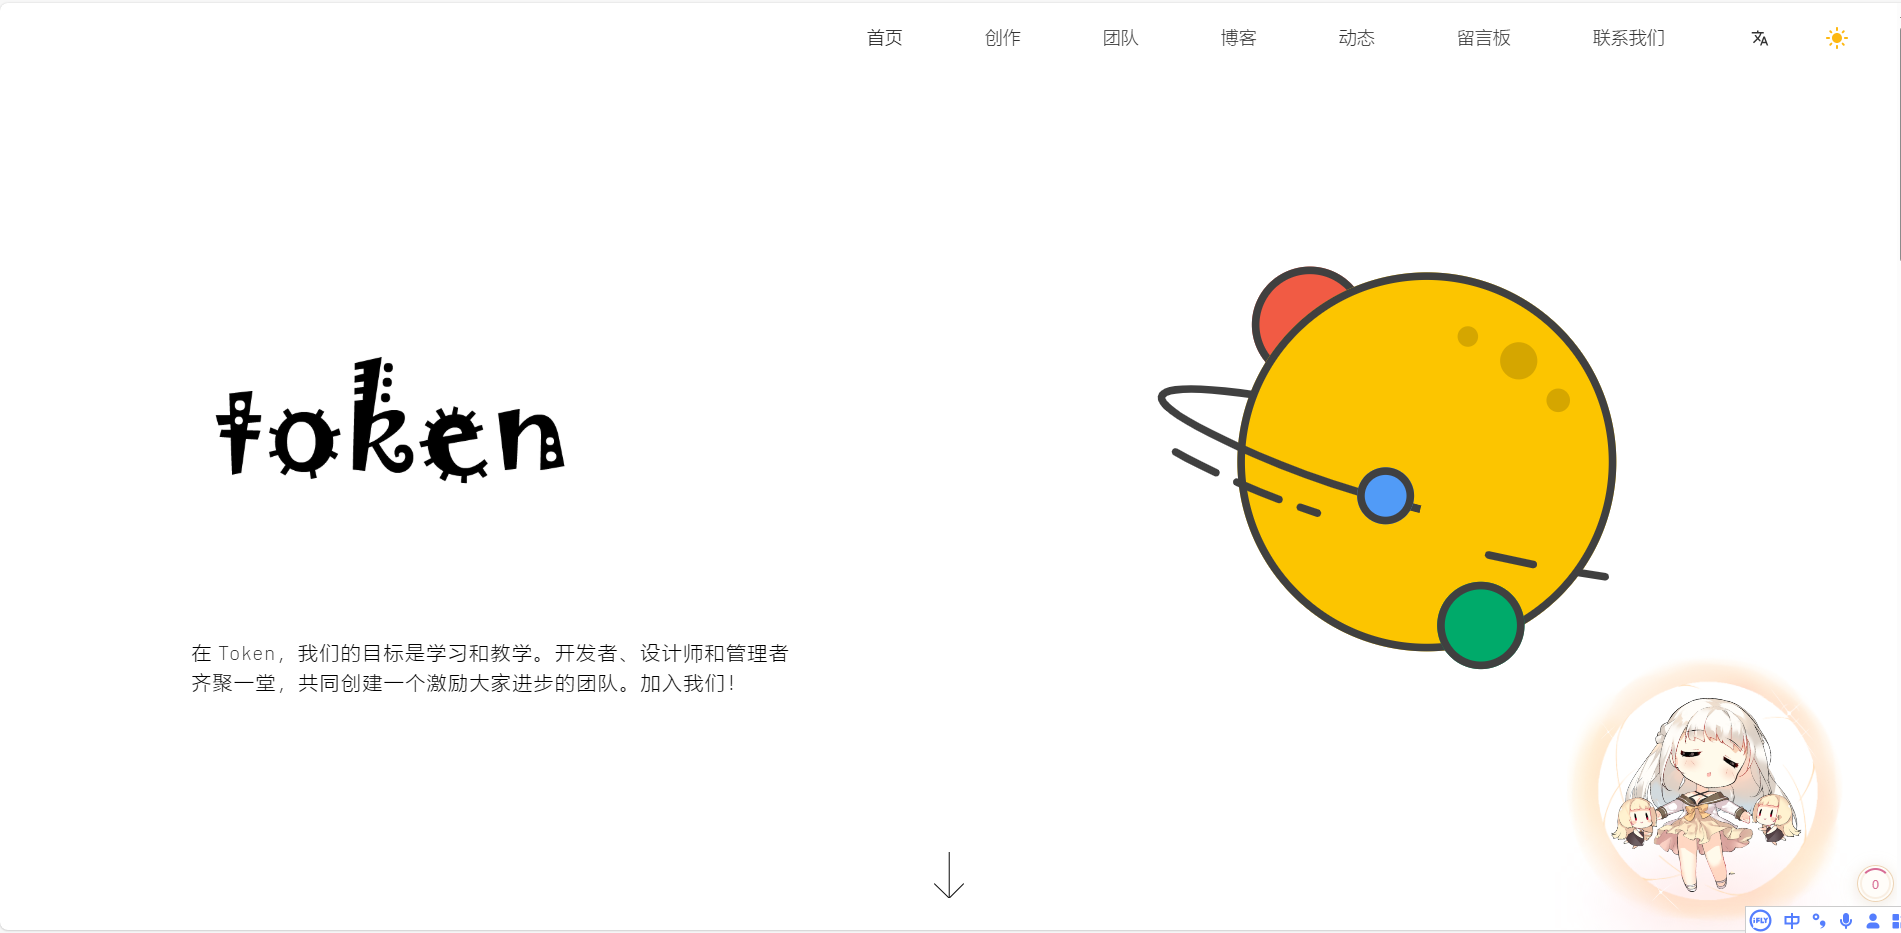 首页 创作 团队 博客 动态 留言板 联系我们
token
在 Token，我们的目标是学习和教学。开发者、设计师和管理者
齐聚一堂，共同创建一个激励大家进步的团队。加入我们！
0
iFLY 中